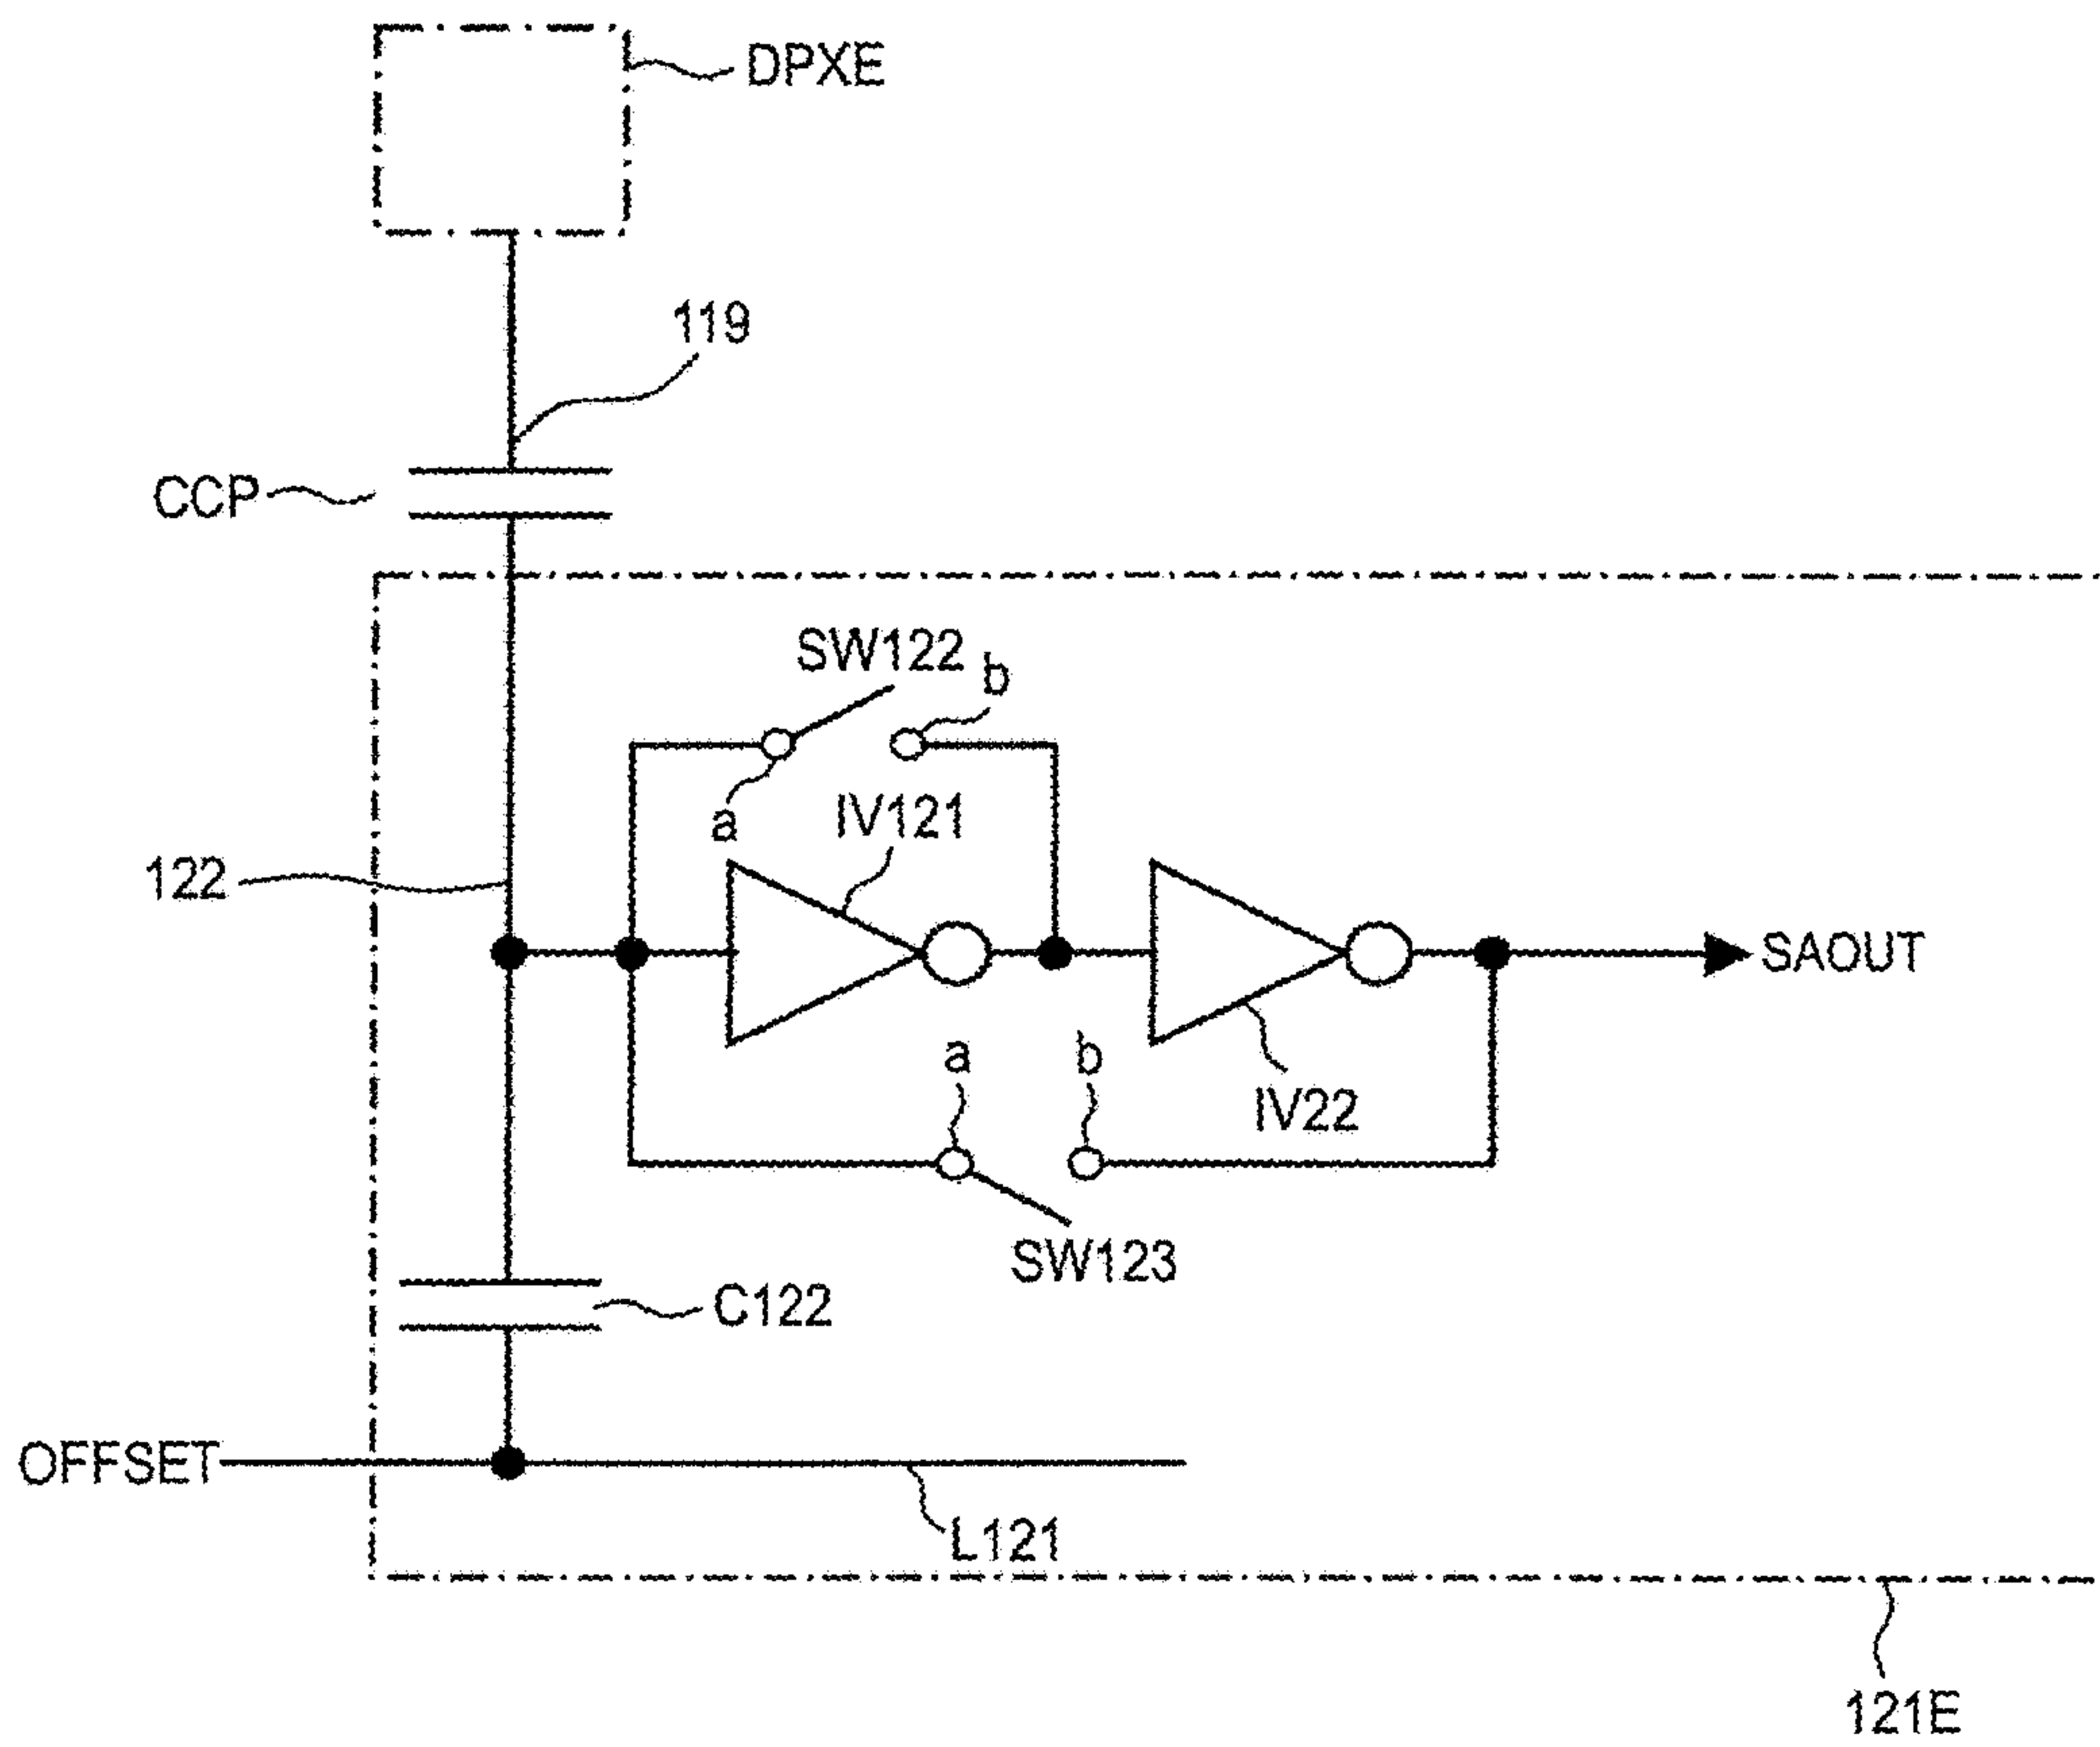 DPXE
119
CCP
SW122
b
a
IV121
122
SAOUT
a
b
IV22
SW123
C122
OFFSET
L121
121E